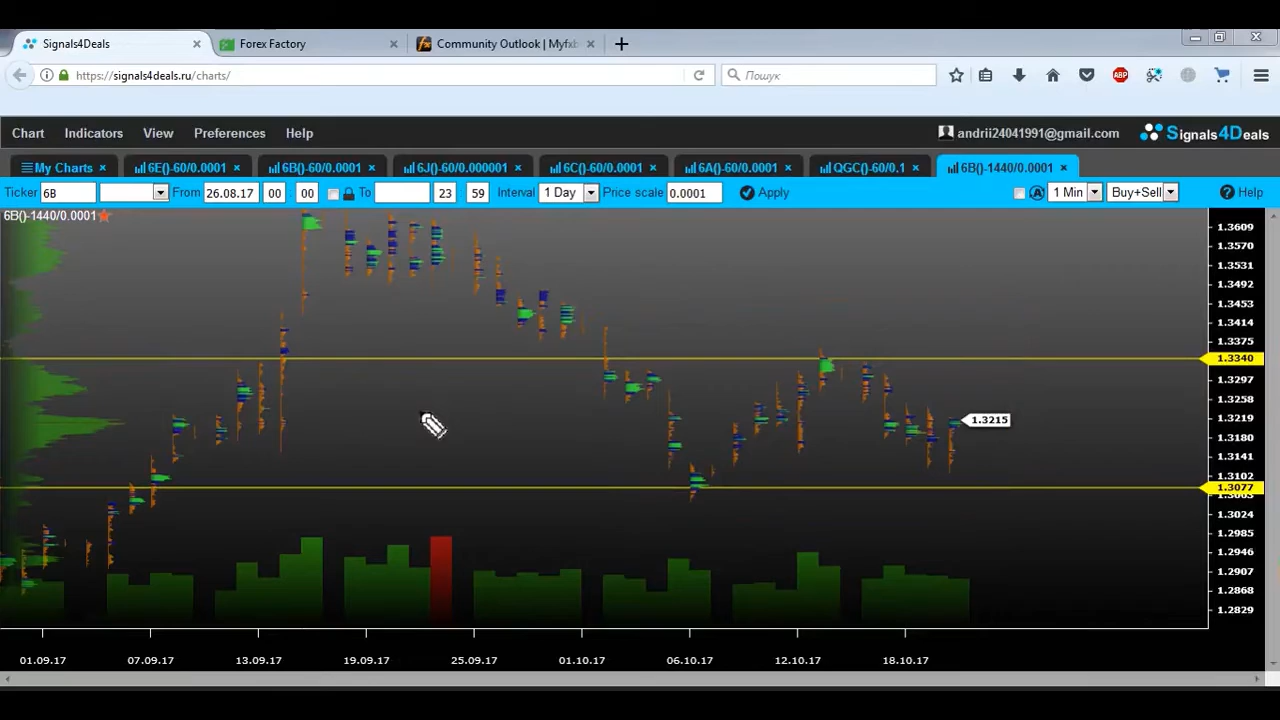 Signals4Deals
Forex Factory
Community Outlook | Myfxb
https://signals4deals.ru/charts/
Пошук
ABP
Chart Indicators View Preferences Help
andrii24041991@gmail.com
Signals4Deals
My Charts
6E()-60/0.0001
6B()-60/0.0001
6J()-60/0.000001
6C()-60/0.0001
6A()-60/0.0001
QGC()-60/0.1
6B()-1440/0.0001
Ticker 6B From 26.08.17 00 : 00 To 23 59 Interval 1 Day Price scale 0.0001 Apply 1 Min Buy+Sell Help
6B()-1440/0.0001
1.3609
1.3570
1.3531
1.3492
1.3453
1.3414
1.3375
1.3340
1.3297
1.3258
1.3219
1.3215
1.3180
1.3141
1.3102
1.3077
1.3063
1.3024
1.2985
1.2946
1.2907
1.2868
1.2829
01.09.17 07.09.17 13.09.17 19.09.17 25.09.17 01.10.17 06.10.17 12.10.17 18.10.17